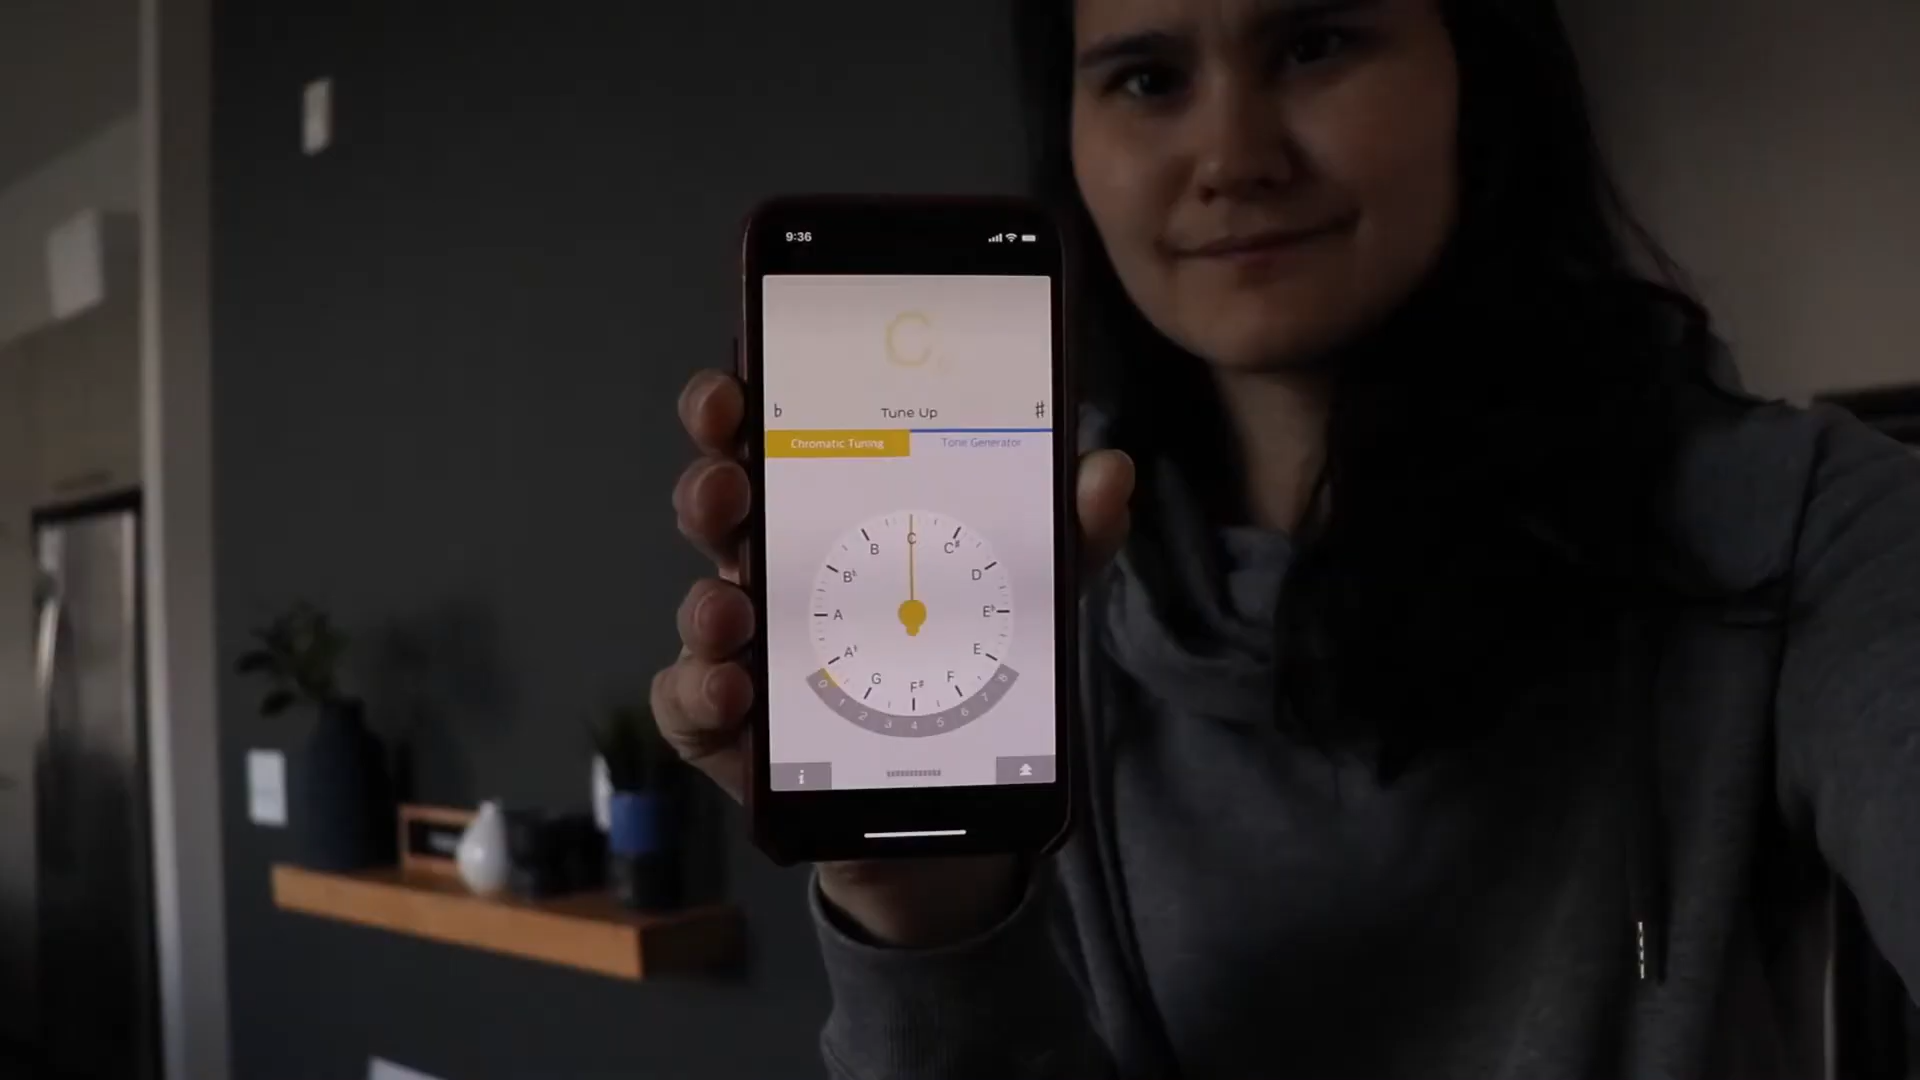 9:36
C
♭ Tune Up ♯
Chromatic Tuning Tone Generator
C
B C♯
B♭ D
A E♭
A♭ E
G F
F♯
0 1 2 3 4 5 6 7 8
i